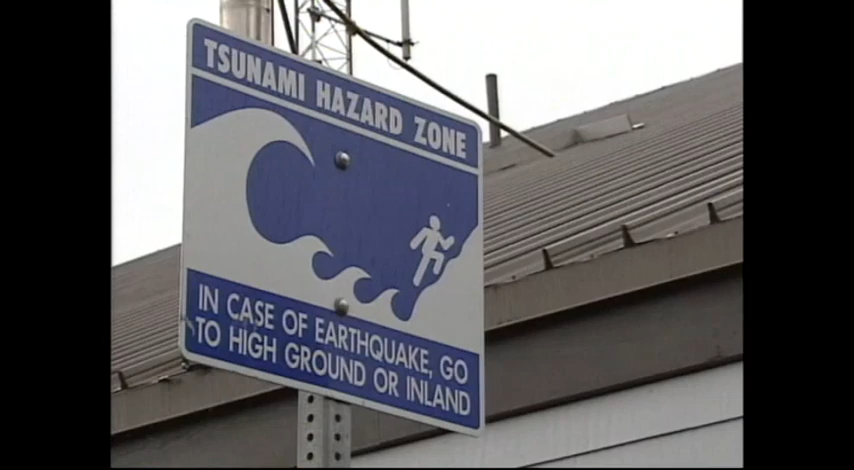 TSUNAMI HAZARD ZONE
IN CASE OF EARTHQUAKE, GO
TO HIGH GROUND OR INLAND